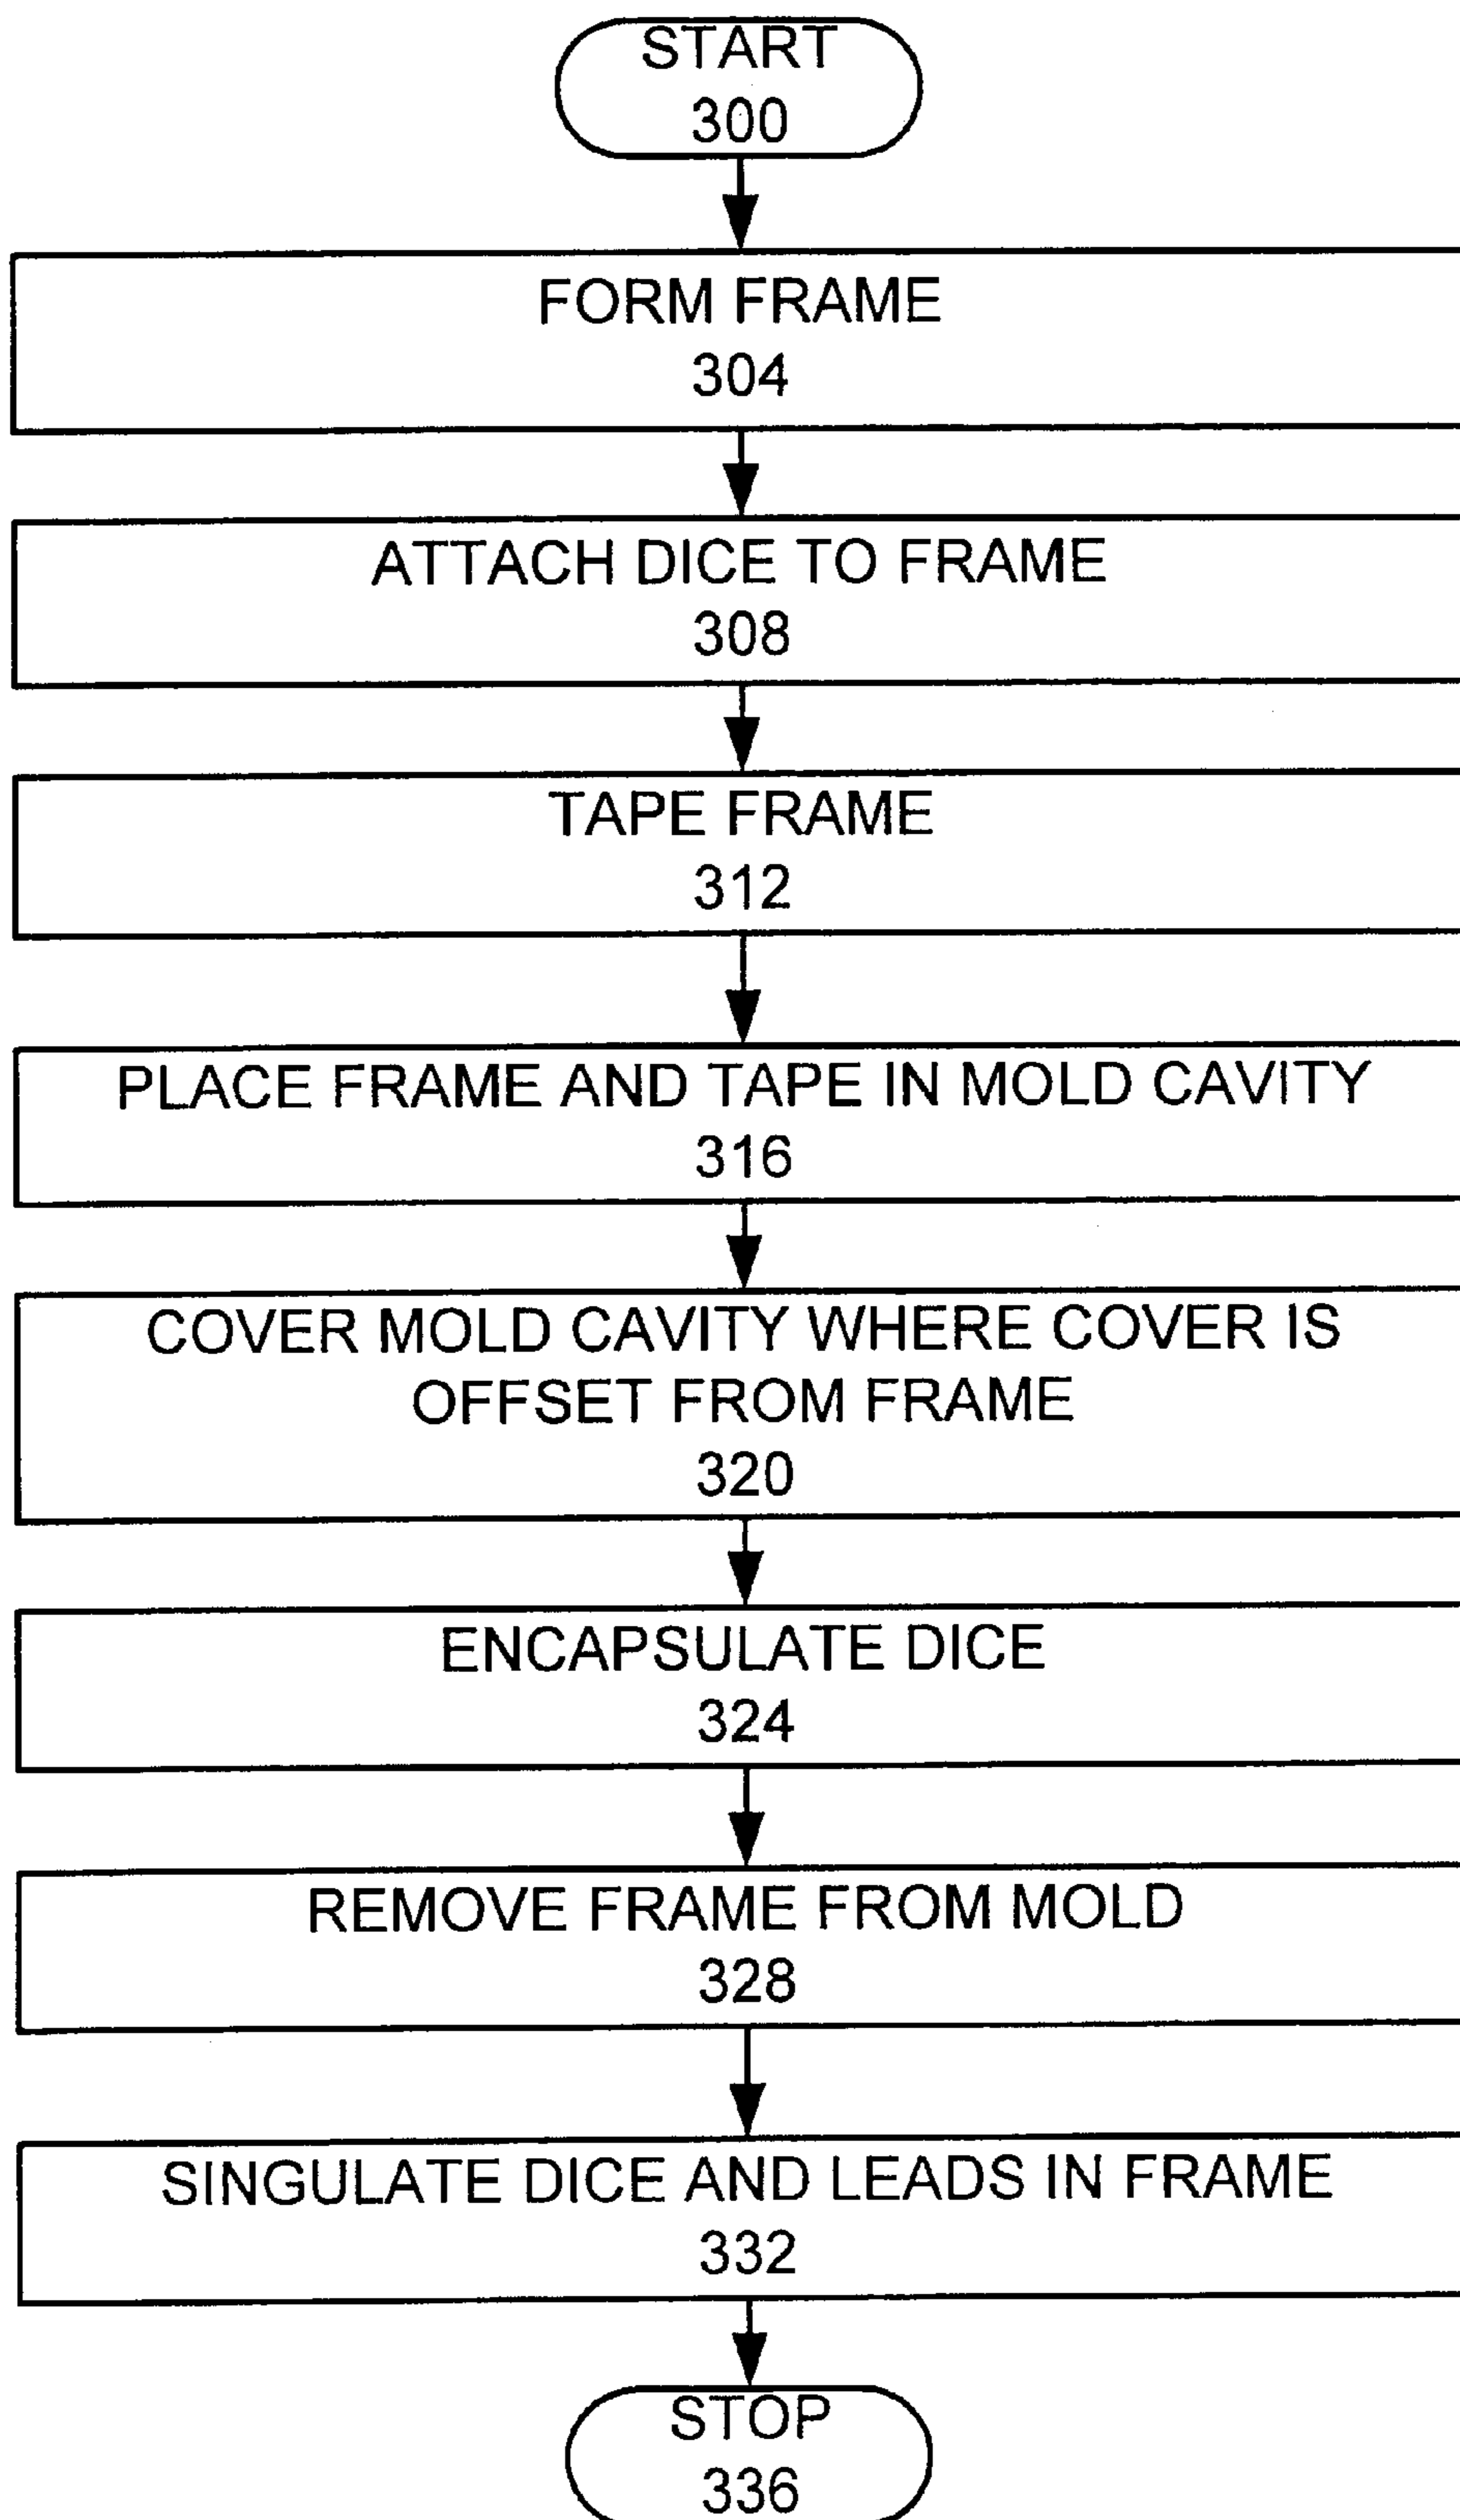 START
300
FORM FRAME
304
ATTACH DICE TO FRAME
308
TAPE FRAME
312
PLACE FRAME AND TAPE IN MOLD CAVITY
316
COVER MOLD CAVITY WHERE COVER IS
OFFSET FROM FRAME
320
ENCAPSULATE DICE
324
REMOVE FRAME FROM MOLD
328
SINGULATE DICE AND LEADS IN FRAME
332
STOP
336